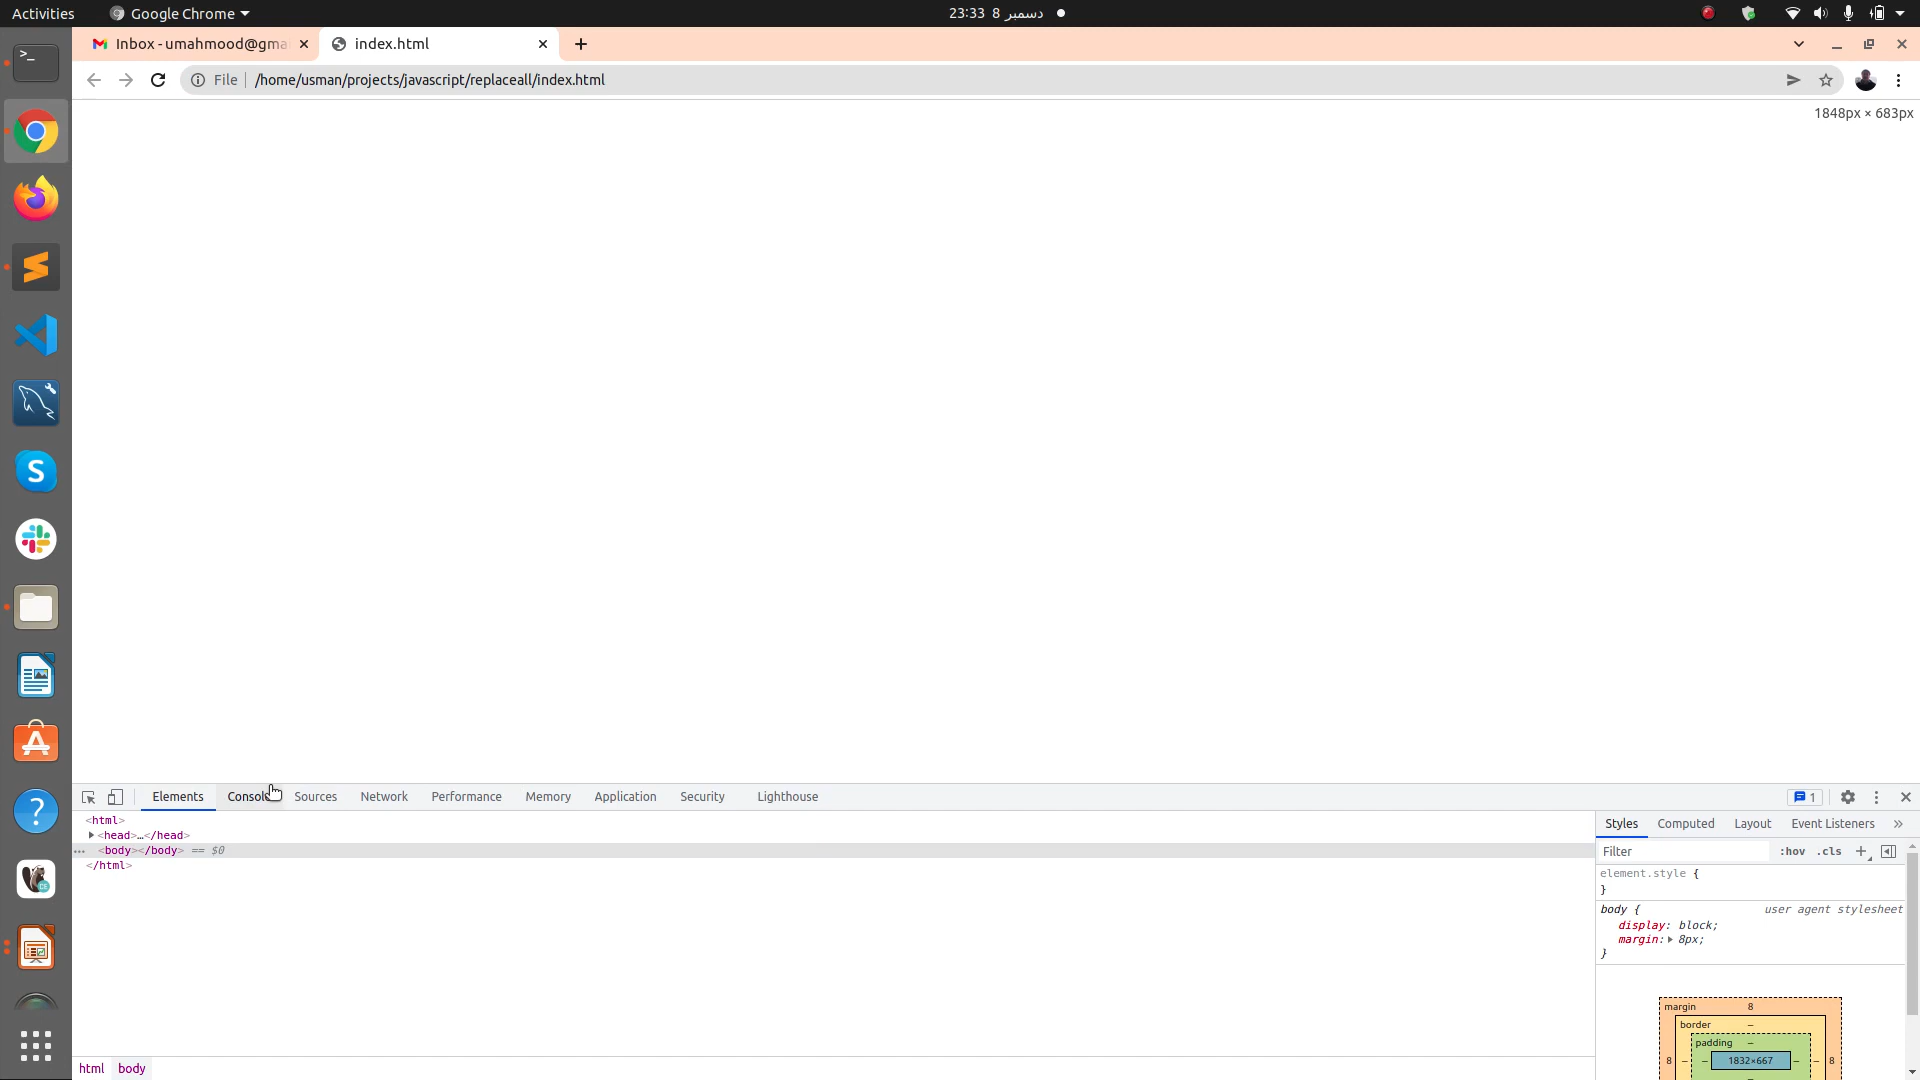 Activities
Google Chrome
23:33  8 دسمبر
Inbox - umahmood@gma
index.html
File
/home/usman/projects/javascript/replaceall/index.html
1848px × 683px
Elements
Console
Sources
Network
Performance
Memory
Application
Security
Lighthouse
1
<html>
<head>…</head>
<body></body> == $0
</html>
Styles
Computed
Layout
Event Listeners
Filter
:hov
.cls
element.style {
}
body {
user agent stylesheet
display: block;
margin: 8px;
}
margin
8
border
–
padding
–
8
–
–
1832×667
–
–
8
–
html
body